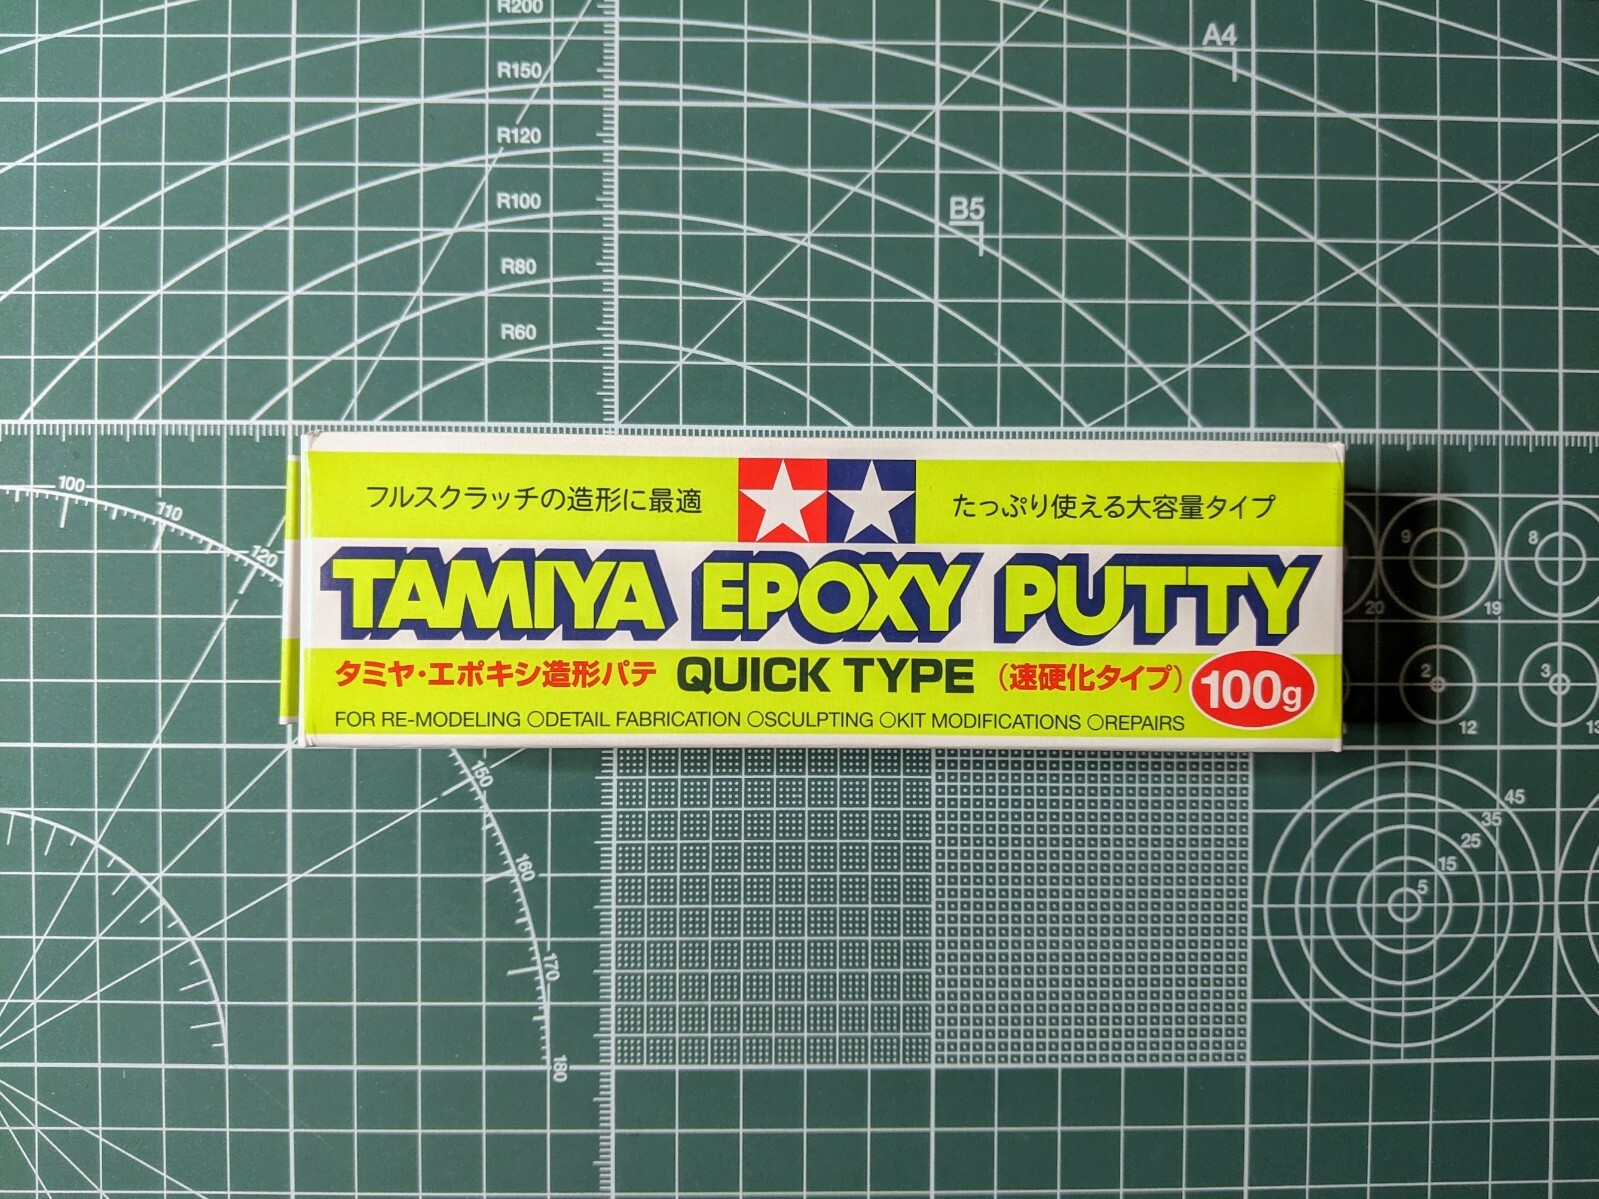 R200
A4
R150
R120
R100
B5
R80
R60
100
110
120
フルスクラッチの造形に最適
たっぷり使える大容量タイプ
TAMIYA EPOXY PUTTY
タミヤ・エポキシ造形パテ QUICK TYPE (速硬化タイプ) 100g
FOR RE-MODELING ○DETAIL FABRICATION ○SCULPTING ○KIT MODIFICATIONS ○REPAIRS
9
8
20
19
2
3
12
13
150
160
170
180
45
35
25
15
5